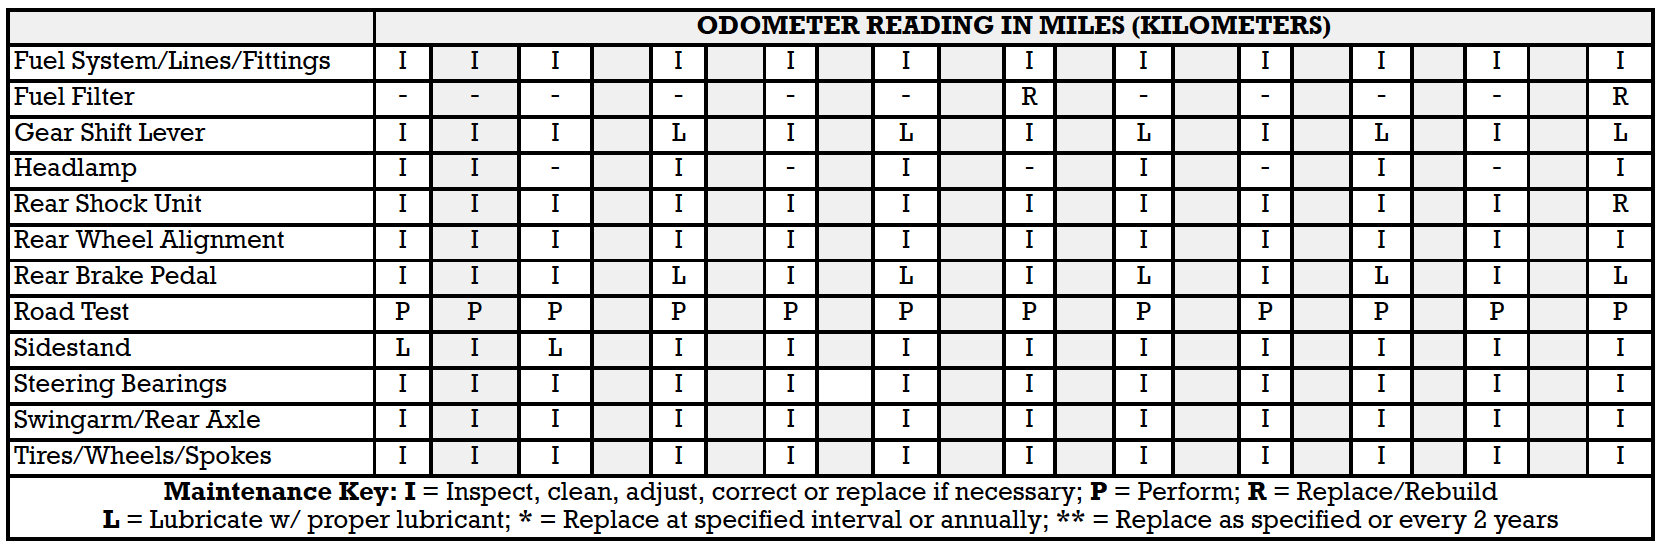 ODOMETER READING IN MILES (KILOMETERS)
Fuel System/Lines/Fittings I I I I I I I I I I I I
Fuel Filter - - - - - - R - - - - R
Gear Shift Lever I I I L I L I L I L I L
Headlamp I I - I - I - I - I - I
Rear Shock Unit I I I I I I I I I I I R
Rear Wheel Alignment I I I I I I I I I I I I
Rear Brake Pedal I I I L I L I L I L I L
Road Test P P P P P P P P P P P P
Sidestand L I L I I I I I I I I I
Steering Bearings I I I I I I I I I I I I
Swingarm/Rear Axle I I I I I I I I I I I I
Tires/Wheels/Spokes I I I I I I I I I I I I
Maintenance Key: I = Inspect, clean, adjust, correct or replace if necessary; P = Perform; R = Replace/Rebuild
L = Lubricate w/ proper lubricant; * = Replace at specified interval or annually; ** = Replace as specified or every 2 years